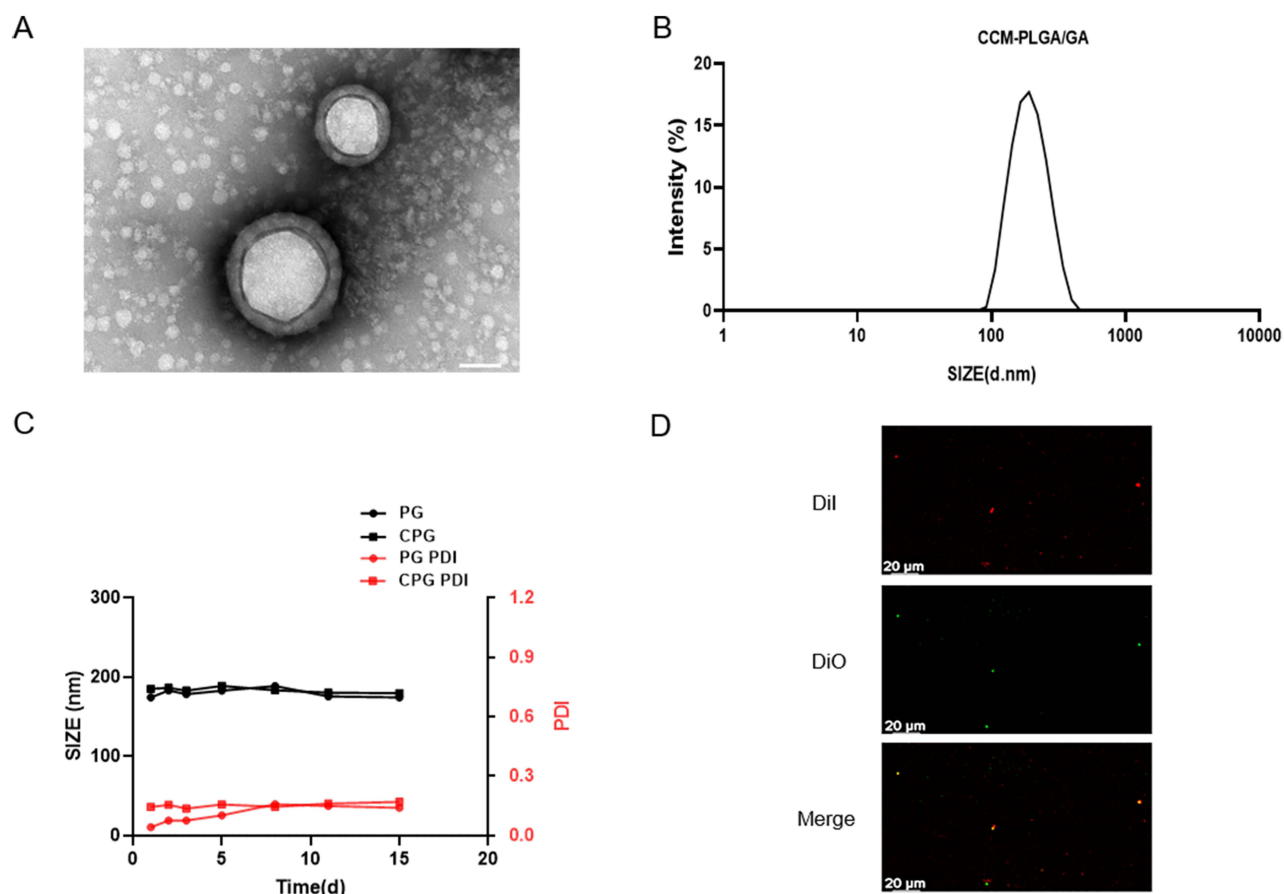 A
B
CCM-PLGA/GA
20
15
10
5
0
Intensity (%)
1
10
100
1000
10000
SIZE(d.nm)
C
PG
CPG
PG PDI
CPG PDI
300
200
100
0
SIZE (nm)
1.2
0.9
0.6
0.3
0.0
PDI
0
5
10
15
20
Time(d)
D
DiI
20 µm
DiO
20 µm
Merge
20 µm